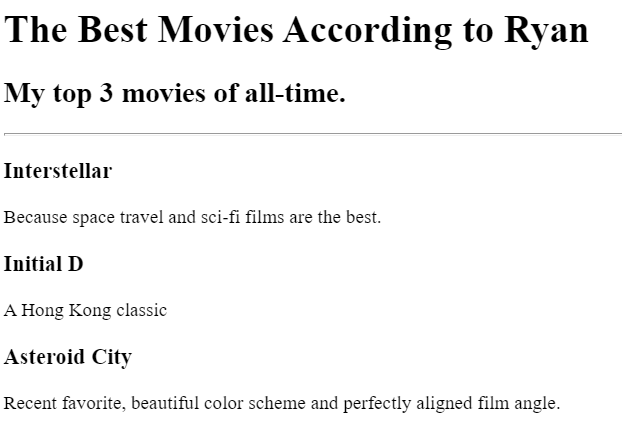 The Best Movies According to Ryan
My top 3 movies of all-time.
Interstellar
Because space travel and sci-fi films are the best.
Initial D
A Hong Kong classic
Asteroid City
Recent favorite, beautiful color scheme and perfectly aligned film angle.